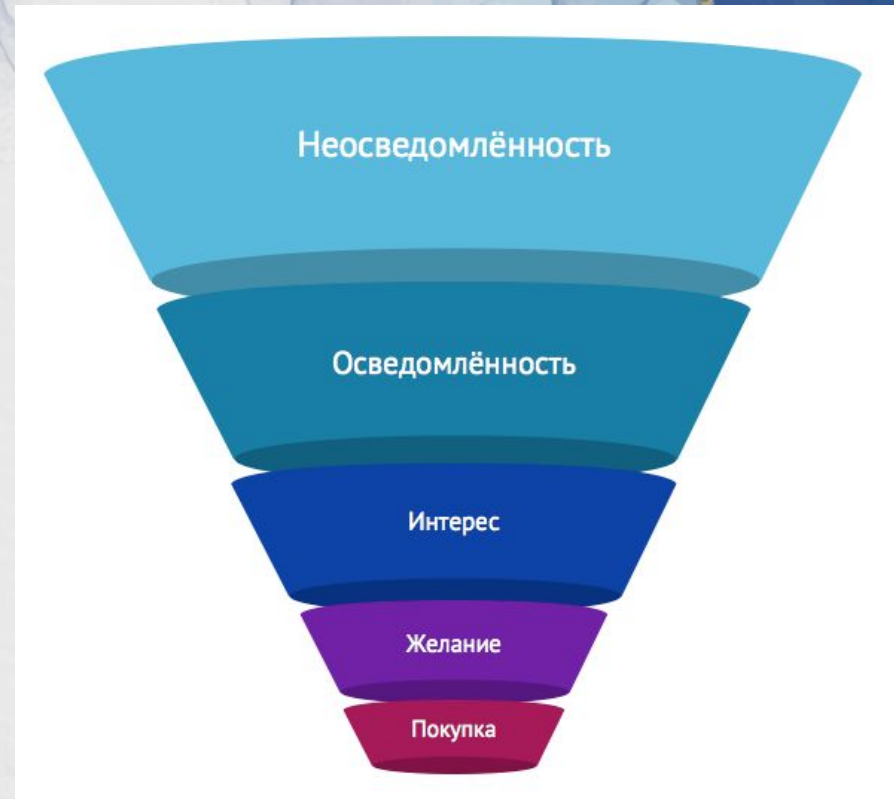 Неосведомлённость
Осведомлённость
Интерес
Желание
Покупка